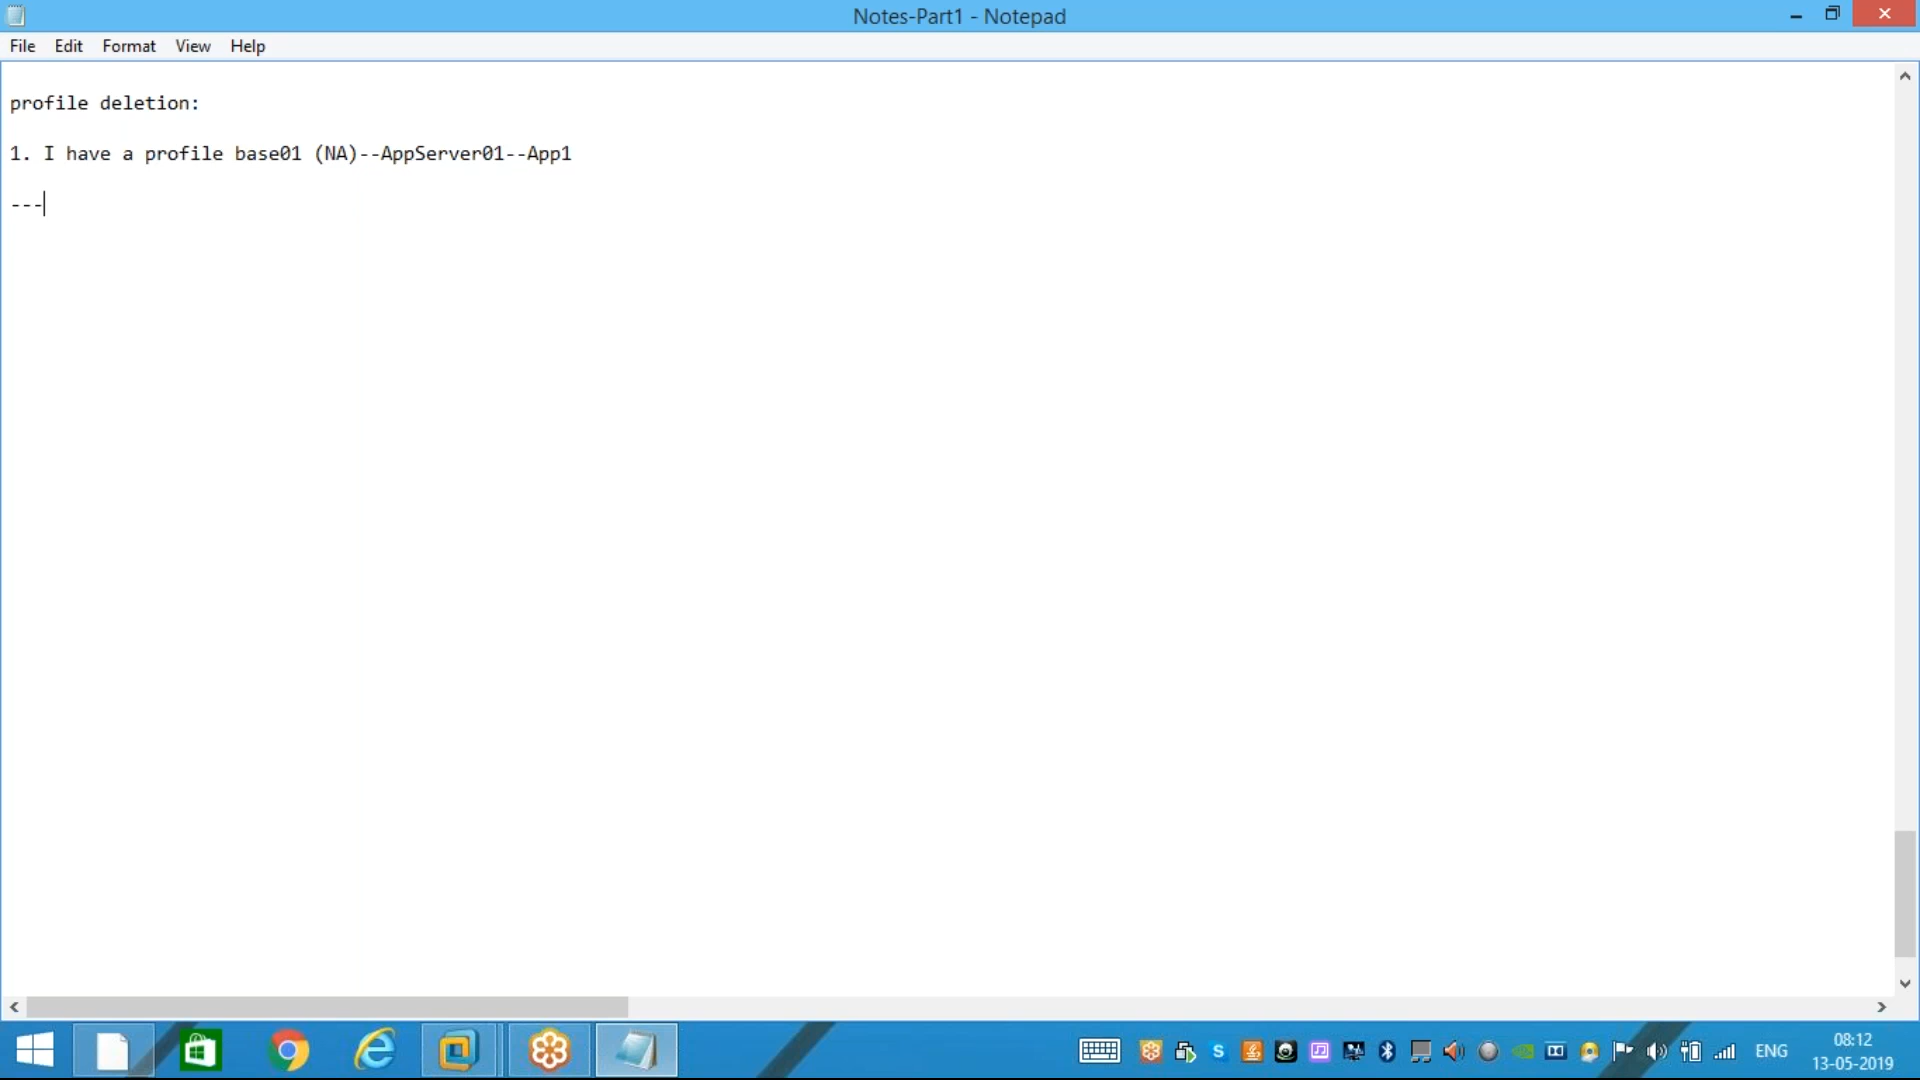 Notes-Part1 - Notepad
File Edit Format View Help
profile deletion:
1. I have a profile base01 (NA)--AppServer01--App1
---
ENG
08:12
13-05-2019